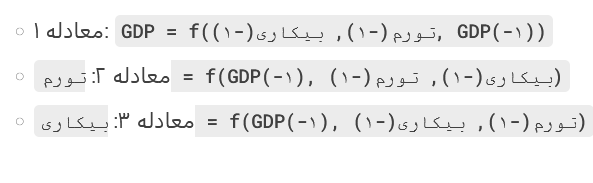 معادله ۱: GDP = f(GDP(-۱), تورم(-۱), بیکاری(-۱))
معادله ۲: تورم = f(GDP(-۱), تورم(-۱), بیکاری(-۱))
معادله ۳: بیکاری = f(GDP(-۱), بیکاری(-۱), تورم(-۱))